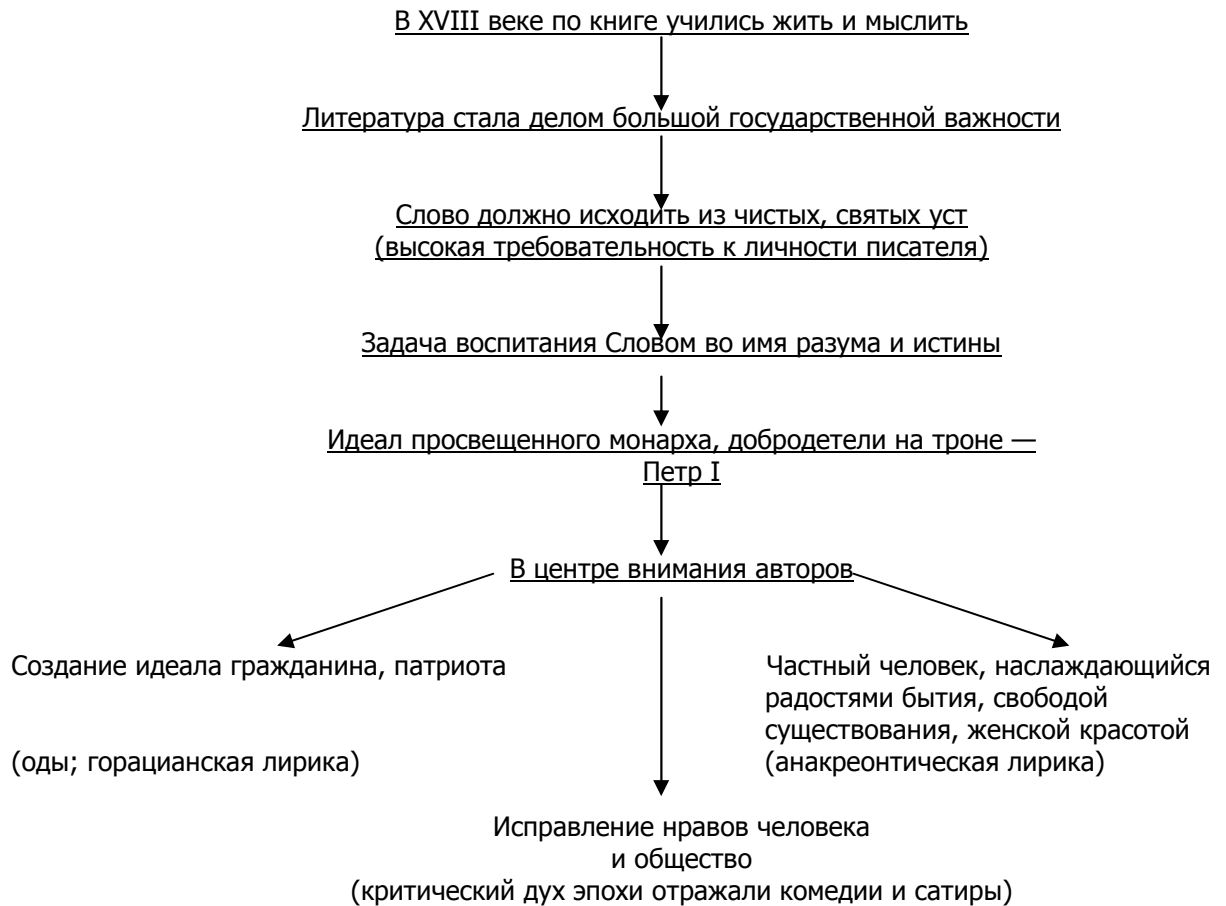 В XVIII веке по книге учились жить и мыслить
Литература стала делом большой государственной важности
Слово должно исходить из чистых, святых уст
(высокая требовательность к личности писателя)
Задача воспитания Словом во имя разума и истины
Идеал просвещенного монарха, добродетели на троне —
Петр I
В центре внимания авторов
Создание идеала гражданина, патриота
(оды; горацианская лирика)
Частный человек, наслаждающийся
радостями бытия, свободой
существования, женской красотой
(анакреонтическая лирика)
Исправление нравов человека
и общество
(критический дух эпохи отражали комедии и сатиры)